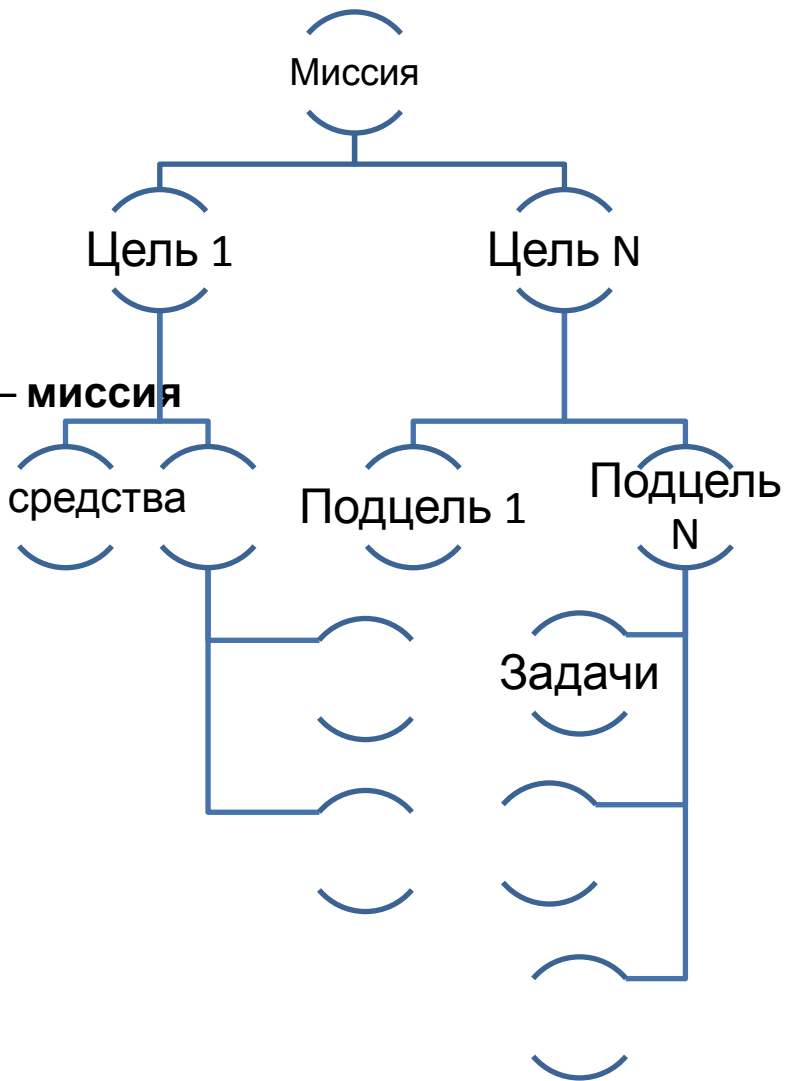 Миссия
Цель 1
Цель N
– миссия
средства
Подцель 1
Подцель
N
Задачи